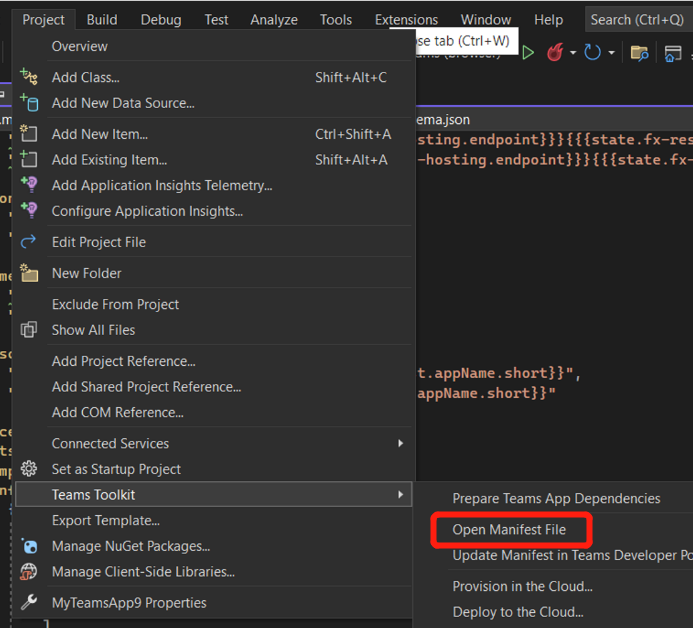 Project Build Debug Test Analyze Tools Extensions Window Help Search (Ctrl+Q)
Overview
ose tab (Ctrl+W)
Add Class... Shift+Alt+C
Add New Data Source...
ema.json
Add New Item... Ctrl+Shift+A
sting.endpoint}}}{{{state.fx-res
Add Existing Item... Shift+Alt+A
-hosting.endpoint}}}{{{state.fx-
Add Application Insights Telemetry...
Configure Application Insights...
Edit Project File
New Folder
Exclude From Project
Show All Files
Add Project Reference...
t.appName.short}}",
Add Shared Project Reference...
appName.short}}"
Add COM Reference...
Connected Services
Set as Startup Project
Teams Toolkit
Prepare Teams App Dependencies
Export Template...
Open Manifest File
Manage NuGet Packages...
Update Manifest in Teams Developer Po
Manage Client-Side Libraries...
Provision in the Cloud...
MyTeamsApp9 Properties
Deploy to the Cloud...